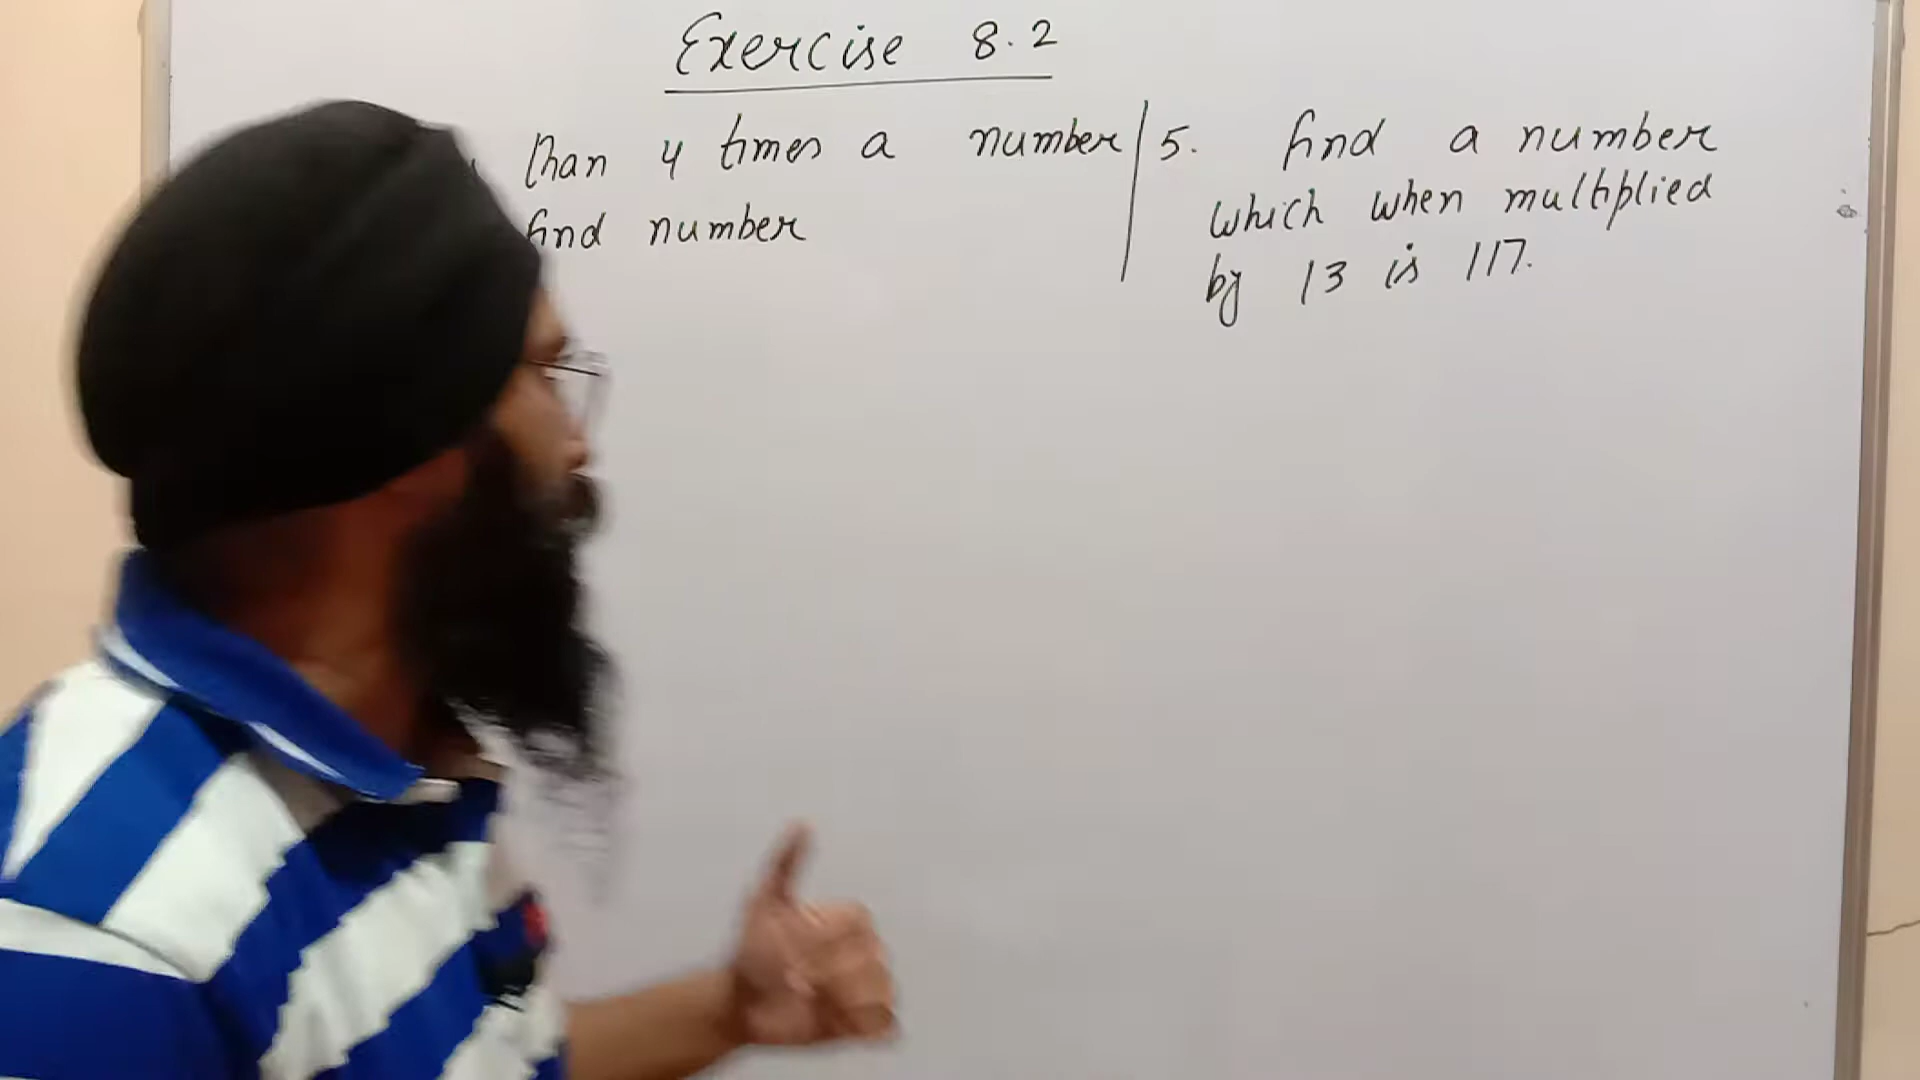 Exercise 8.2
than 4 times a number
find number
5. find a number
which when multiplied
by 13 is 117.